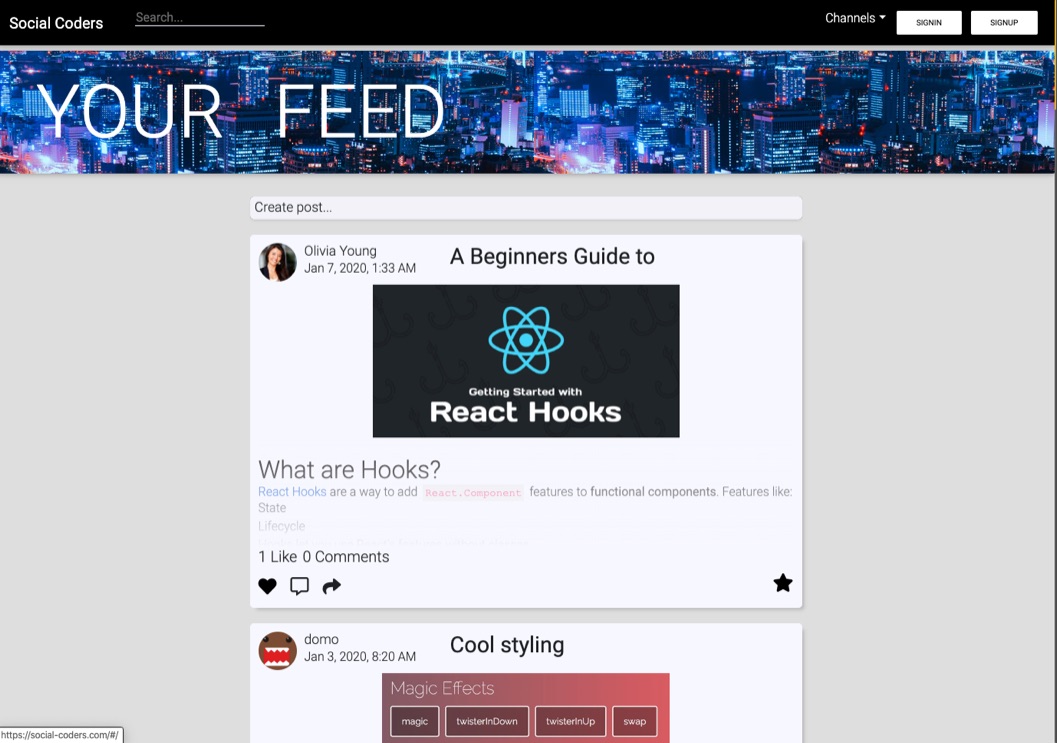 Social Coders
Search...
Channels
SIGNIN
SIGNUP
YOUR FEED
Create post...
Olivia Young
Jan 7, 2020, 1:33 AM
A Beginners Guide to
Getting Started with
React Hooks
What are Hooks?
React Hooks are a way to add React.Component features to functional components. Features like:
State
Lifecycle
1 Like 0 Comments
domo
Jan 3, 2020, 8:20 AM
Cool styling
Magic Effects
magic
twisterInDown
twisterInUp
swap
https://social-coders.com/#/